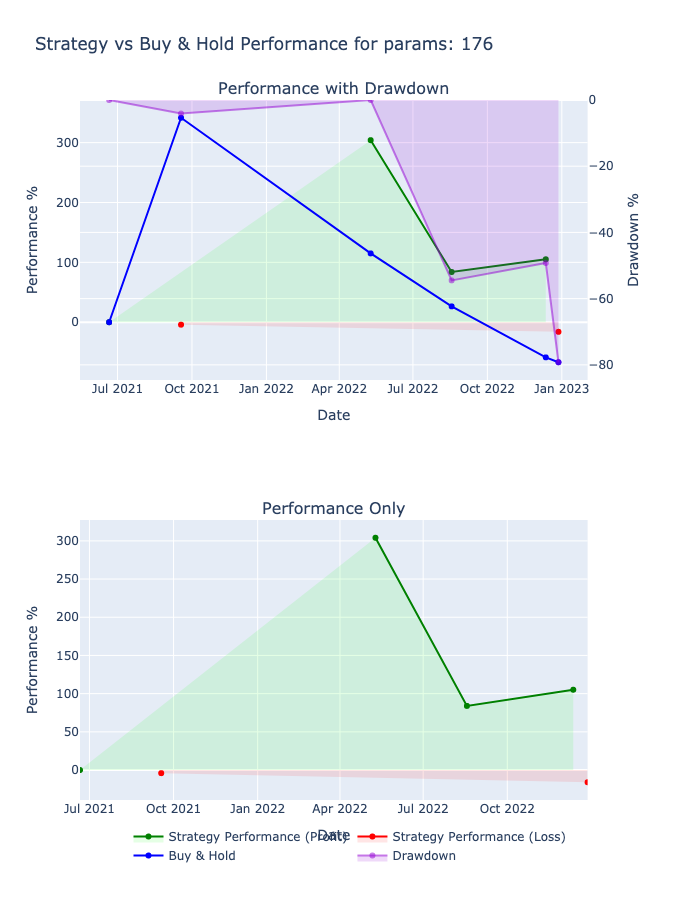 Strategy vs Buy & Hold Performance for params: 176
Performance with Drawdown
300
200
100
0
Performance %
0
−20
−40
−60
−80
Drawdown %
Jul 2021
Oct 2021
Jan 2022
Apr 2022
Jul 2022
Oct 2022
Jan 2023
Date
Performance Only
300
250
200
150
100
50
0
Performance %
Jul 2021
Oct 2021
Jan 2022
Apr 2022
Jul 2022
Oct 2022
Date
Strategy Performance (Profit)
Strategy Performance (Loss)
Buy & Hold
Drawdown